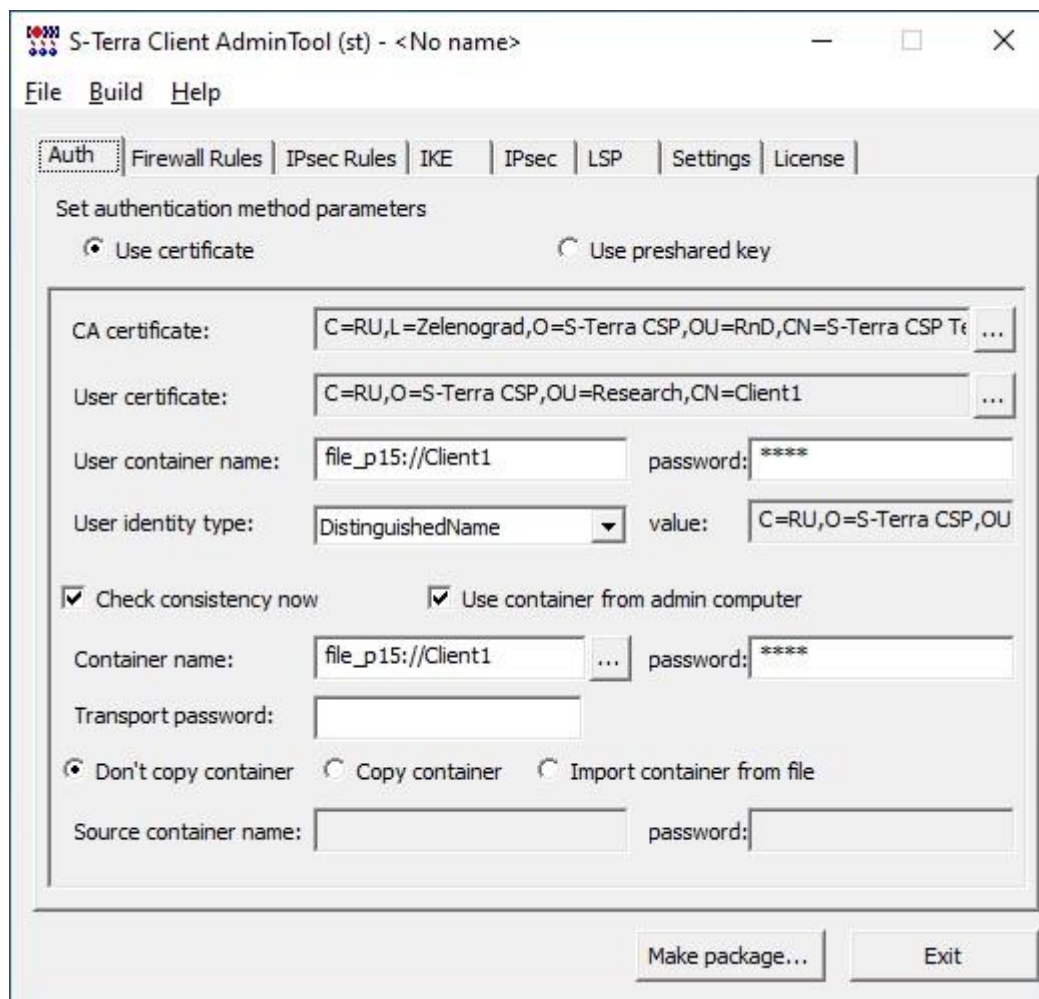 S-Terra Client AdminTool (st) - <No name>
File Build Help
Auth Firewall Rules IPsec Rules IKE IPsec LSP Settings License
Set authentication method parameters
Use certificate Use preshared key
CA certificate: C=RU,L=Zelenograd,O=S-Terra CSP,OU=RnD,CN=S-Terra CSP Te ...
User certificate: C=RU,O=S-Terra CSP,OU=Research,CN=Client1 ...
User container name: file_p15://Client1 password: ****
User identity type: DistinguishedName value: C=RU,O=S-Terra CSP,OU
Check consistency now Use container from admin computer
Container name: file_p15://Client1 ... password: ****
Transport password:
Don't copy container Copy container Import container from file
Source container name: password:
Make package... Exit